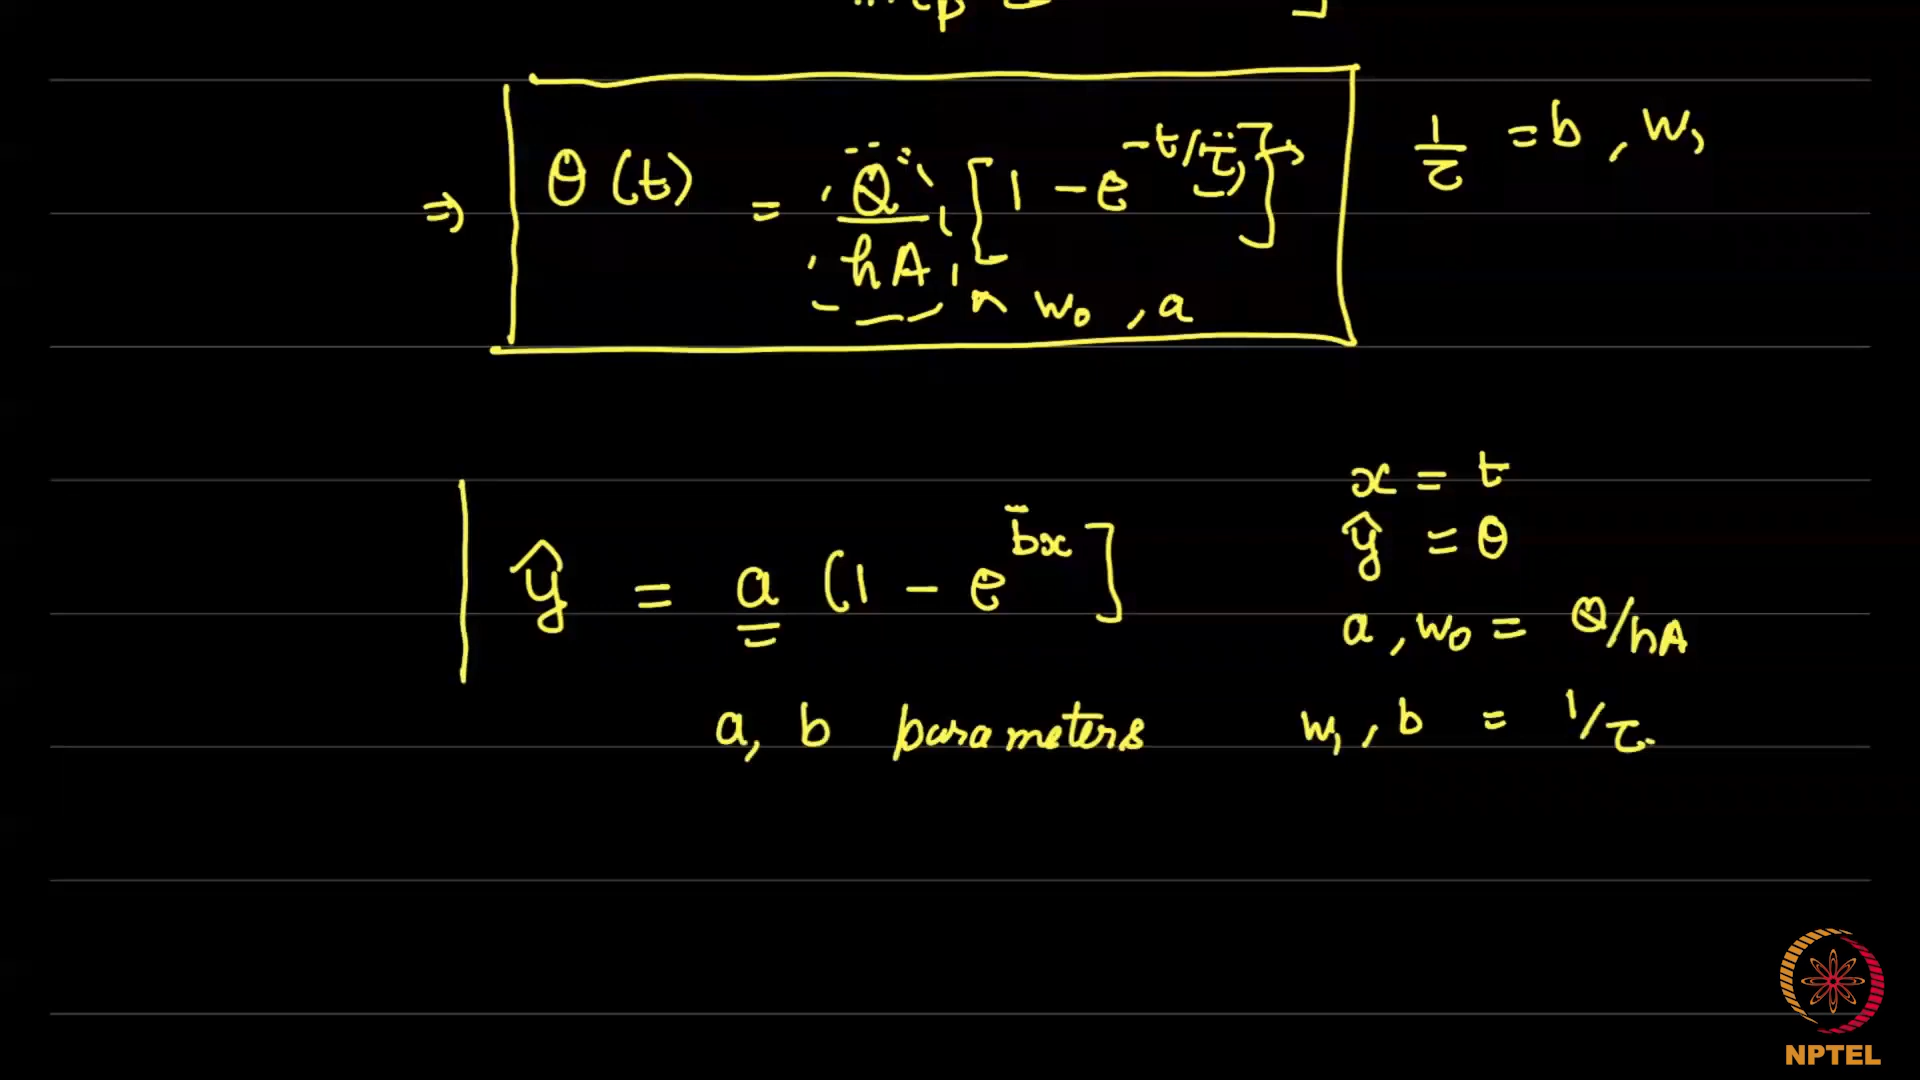 ⇒ θ(t) = Q/hA [1 - e^{-t/τ}] 1/τ = b, w₁
w₀, a
x = t
ŷ = a (1 - e^{-bx}] ŷ = θ
a, w₀ = Q/hA
a, b parameters w₁, b = 1/τ
NPTEL